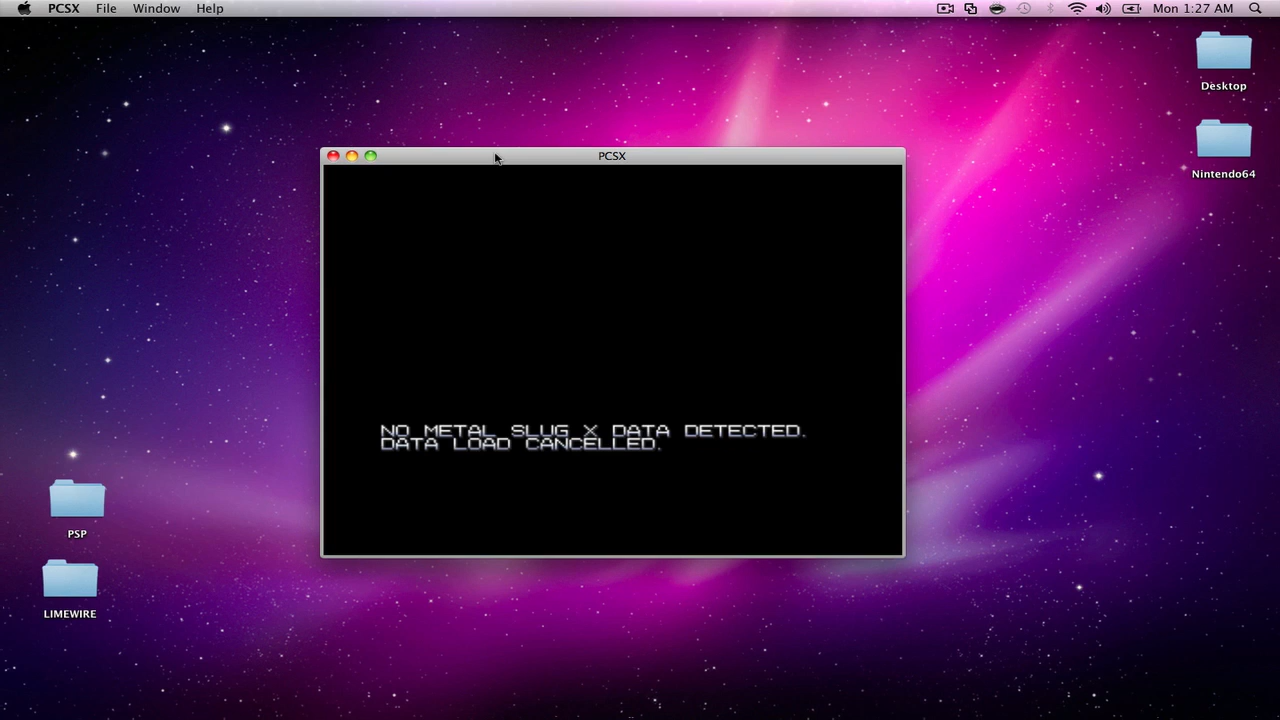 PCSX File Window Help Mon 1:27 AM
Desktop
Nintendo64
PCSX
NO METAL SLUG X DATA DETECTED.
DATA LOAD CANCELLED.
PSP
LIMEWIRE